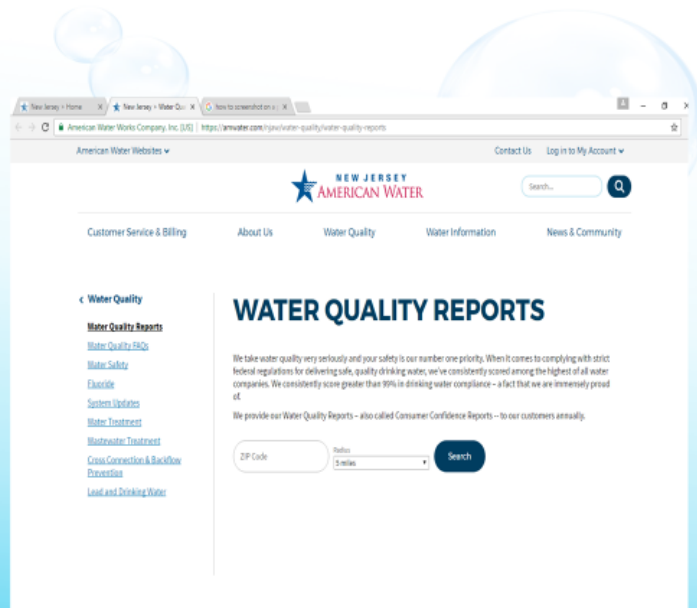 New Jersey > Home
New Jersey > Water Qu
how to screenshot on a
American Water Works Company, Inc. [US] | https://amwater.com/njaw/water-quality/water-quality-reports
American Water Websites
Contact Us
Log in to My Account
NEW JERSEY
AMERICAN WATER
Search...
Customer Service & Billing
About Us
Water Quality
Water Information
News & Community
Water Quality
Water Quality Reports
Water Quality FAQs
Water Safety
Fluoride
System Updates
Water Treatment
Wastewater Treatment
Cross Connection & Backflow
Prevention
Lead and Drinking Water
WATER QUALITY REPORTS
We take water quality very seriously and your safety is our number one priority. When it comes to complying with strict
federal regulations for delivering safe, quality drinking water, we've consistently scored among the highest of all water
companies. We consistently score greater than 99% in drinking water compliance – a fact that we are immensely proud
of.
We provide our Water Quality Reports – also called Consumer Confidence Reports -- to our customers annually.
ZIP Code
Radius
5 miles
Search